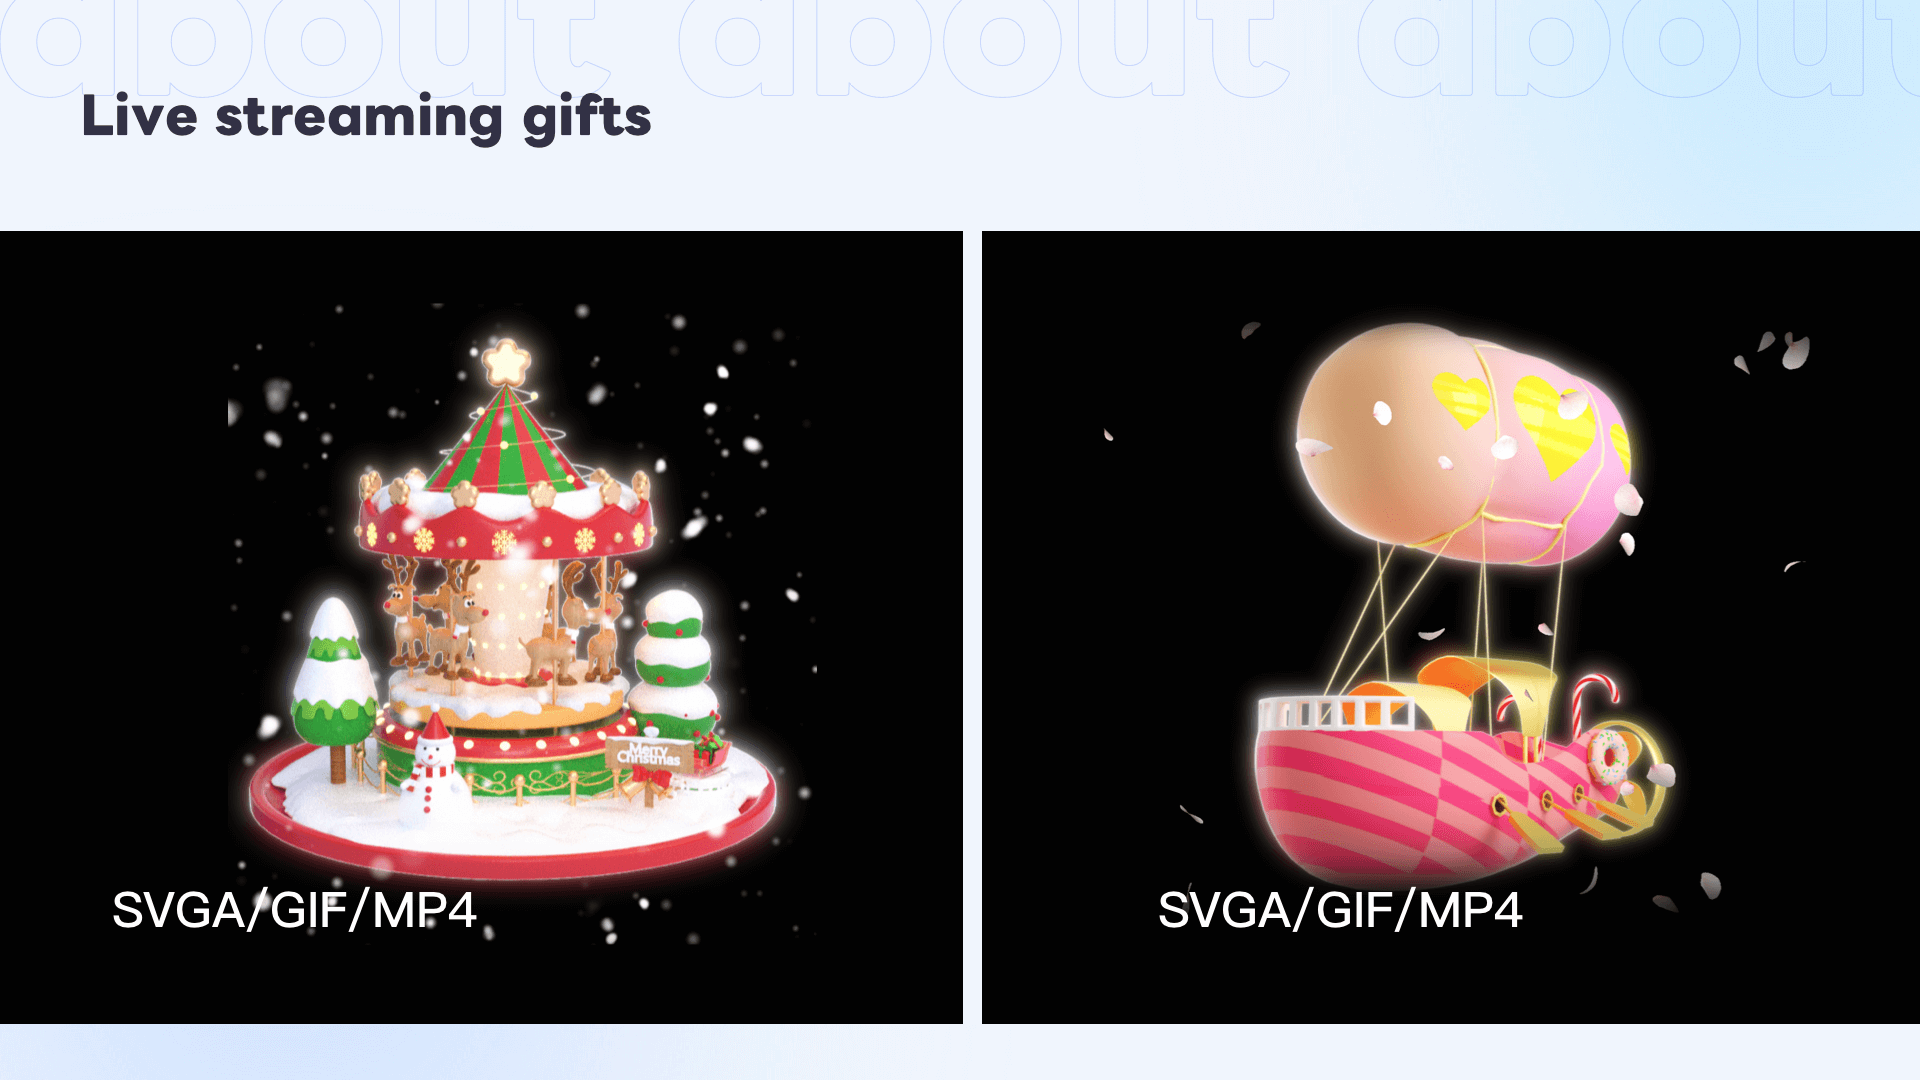 about about about
Live streaming gifts
Merry
Christmas
SVGA/GIF/MP4
SVGA/GIF/MP4